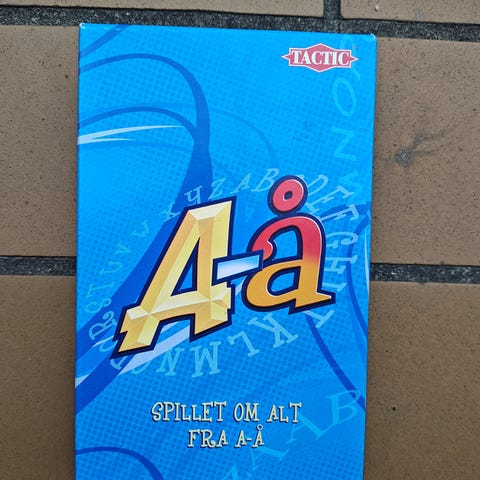 TACTIC
A-å
SPILLET OM ALT
FRA A-Å